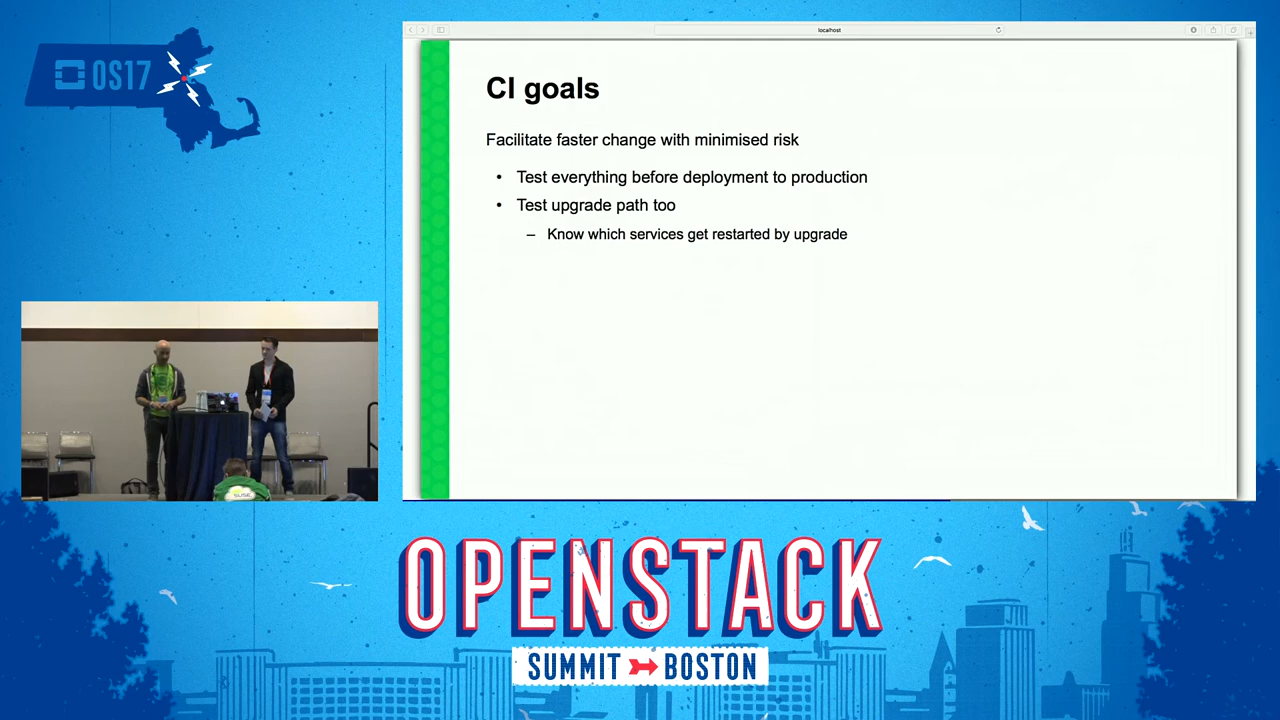 OS17
localhost
CI goals
Facilitate faster change with minimised risk
• Test everything before deployment to production
• Test upgrade path too
– Know which services get restarted by upgrade
SUSE
OPENSTACK
SUMMIT BOSTON